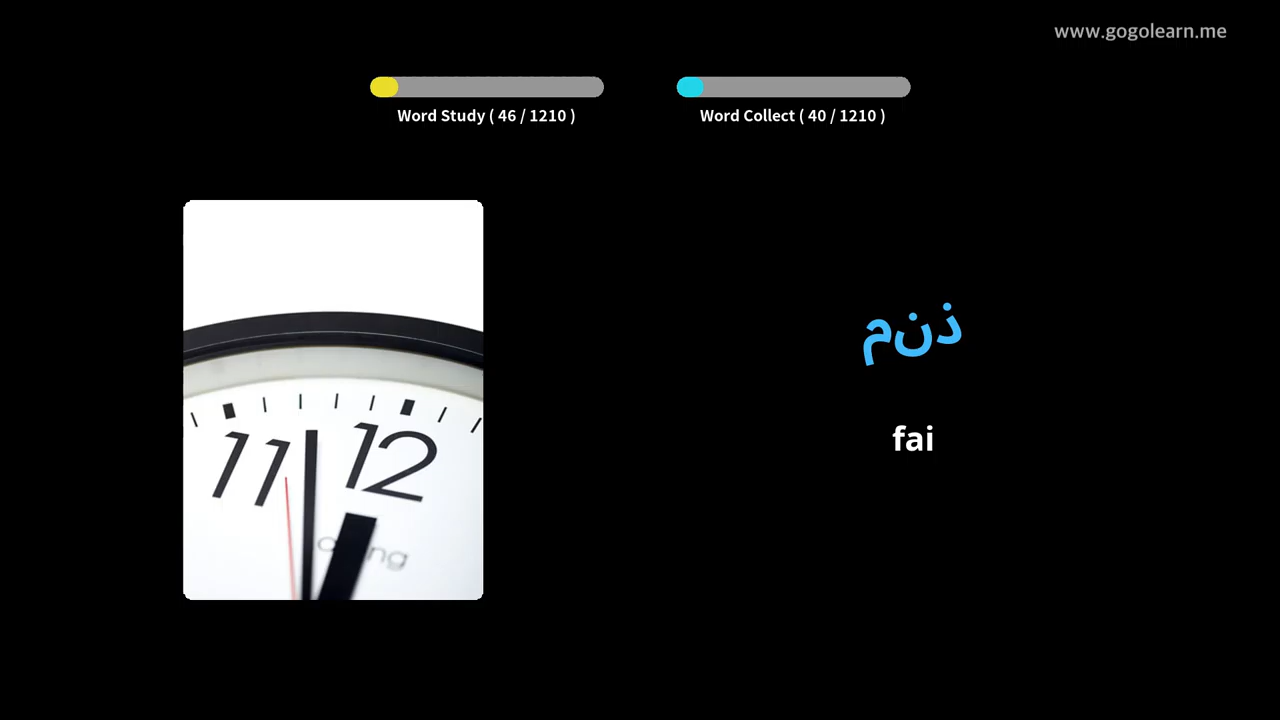 www.gogolearn.me
Word Study ( 46 / 1210 )
Word Collect ( 40 / 1210 )
منذ
fai
11 12